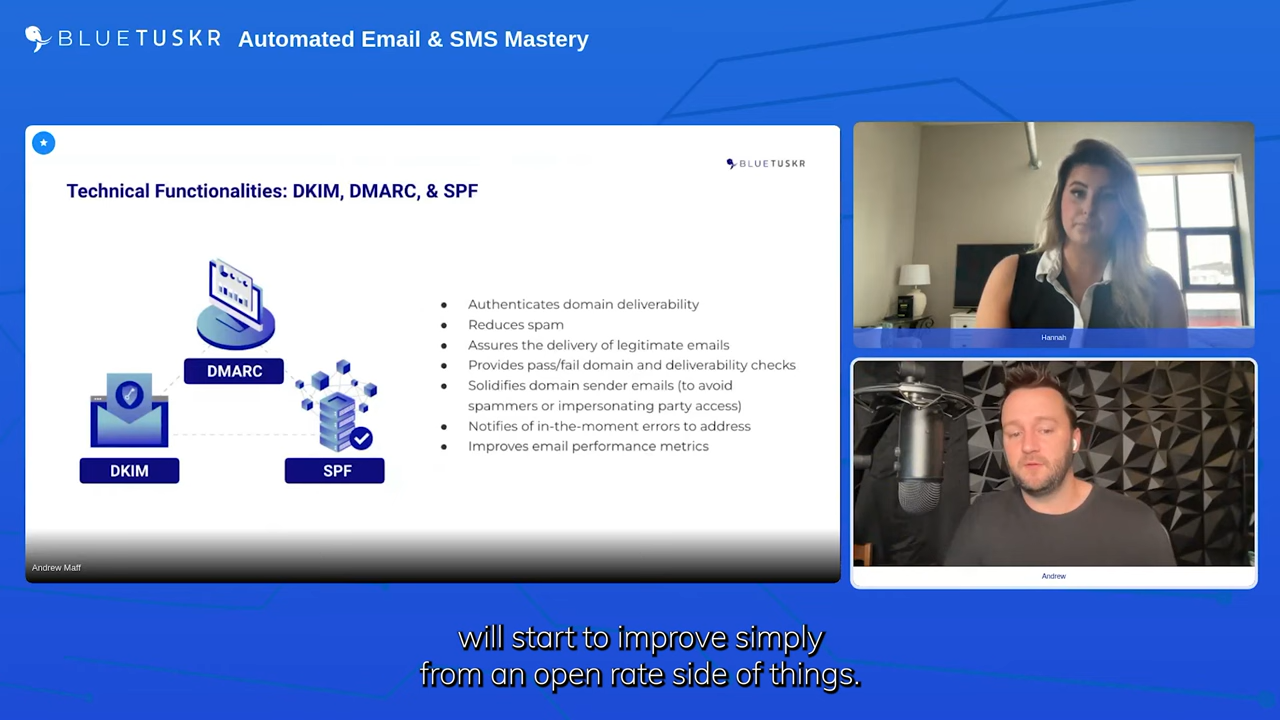 BLUETUSKR Automated Email & SMS Mastery
BLUETUSKR
Technical Functionalities: DKIM, DMARC, & SPF
DMARC
DKIM
SPF
● Authenticates domain deliverability
● Reduces spam
● Assures the delivery of legitimate emails
● Provides pass/fail domain and deliverability checks
● Solidifies domain sender emails (to avoid
spammers or impersonating party access)
● Notifies of in-the-moment errors to address
● Improves email performance metrics
Andrew Maff
Hannah
Andrew
will start to improve simply
from an open rate side of things.